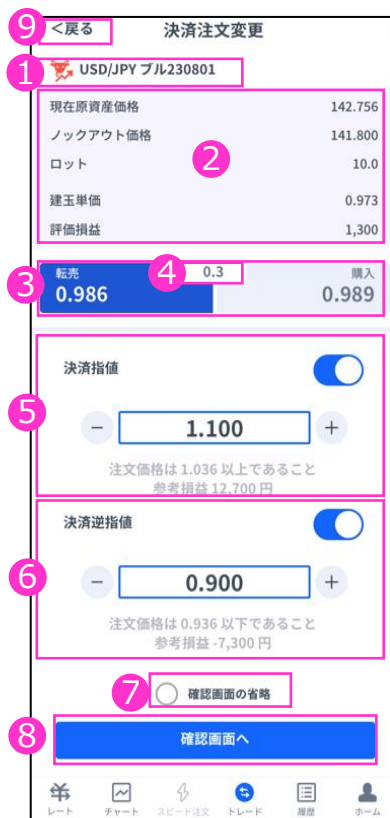 9 <戻る 決済注文変更
1 USD/JPY ブル230801
現在原資産価格 142.756
ノックアウト価格 141.800
2
ロット 10.0
建玉単価 0.973
評価損益 1,300
3 転売 4 0.3 購入
0.986 0.989
決済指値
5 − 1.100 +
注文価格は 1.036 以上であること
参考損益 12,700 円
決済逆指値
6 − 0.900 +
注文価格は 0.936 以下であること
参考損益 -7,300 円
7 確認画面の省略
8 確認画面へ
レート チャート スピード注文 トレード 履歴 ホーム